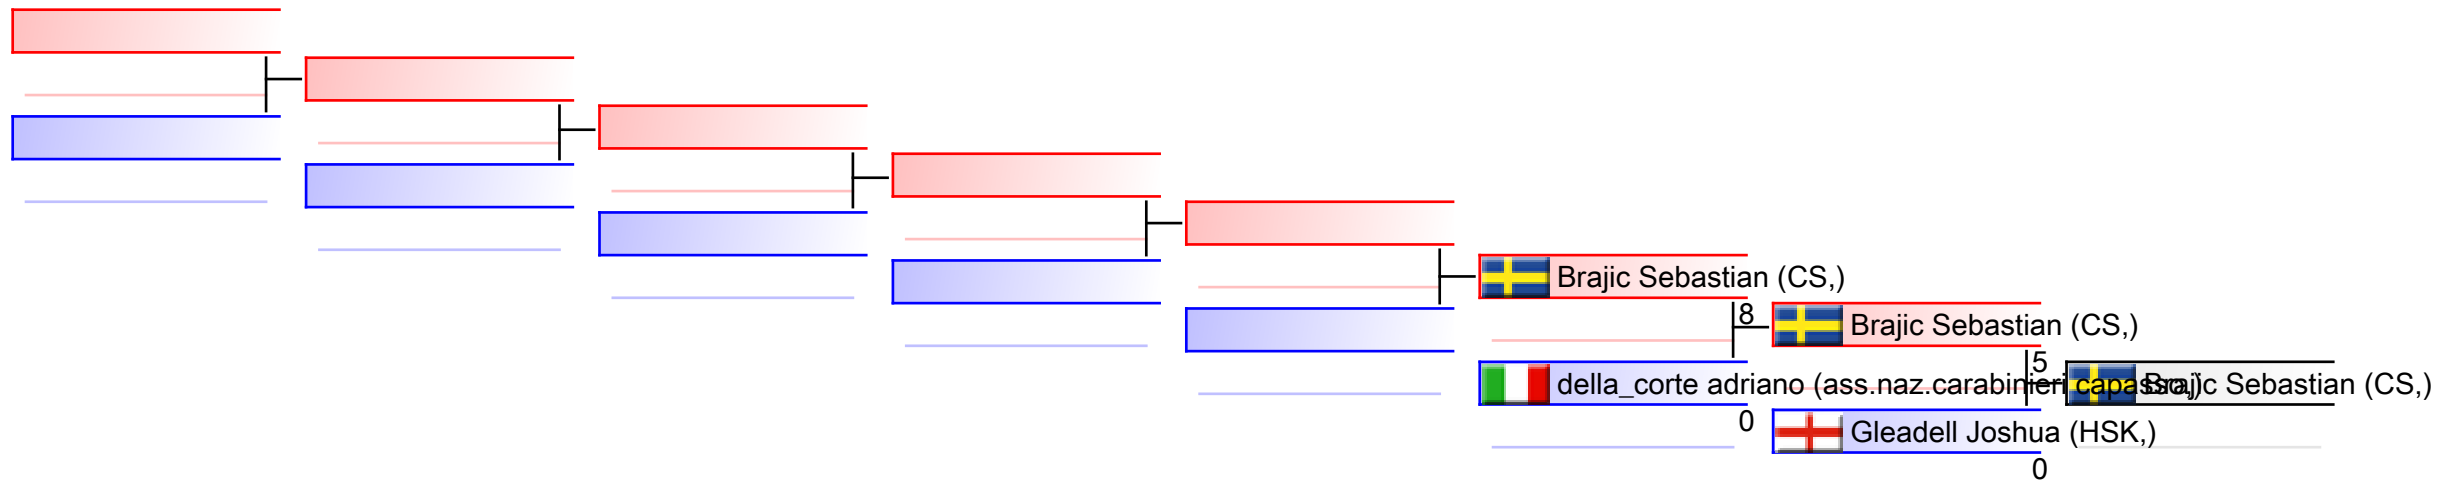 Brajic Sebastian (CS,)
8
Brajic Sebastian (CS,)
5
della_corte adriano (ass.naz.carabinieri capasso,)
Brajic Sebastian (CS,)
0
Gleadell Joshua (HSK,)
0